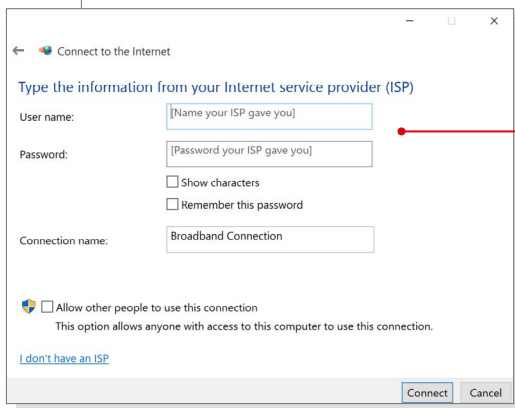 Connect to the Internet
Type the information from your Internet service provider (ISP)
User name:
[Name your ISP gave you]
Password:
[Password your ISP gave you]
Show characters
Remember this password
Connection name:
Broadband Connection
Allow other people to use this connection
This option allows anyone with access to this computer to use this connection.
I don't have an ISP
Connect
Cancel